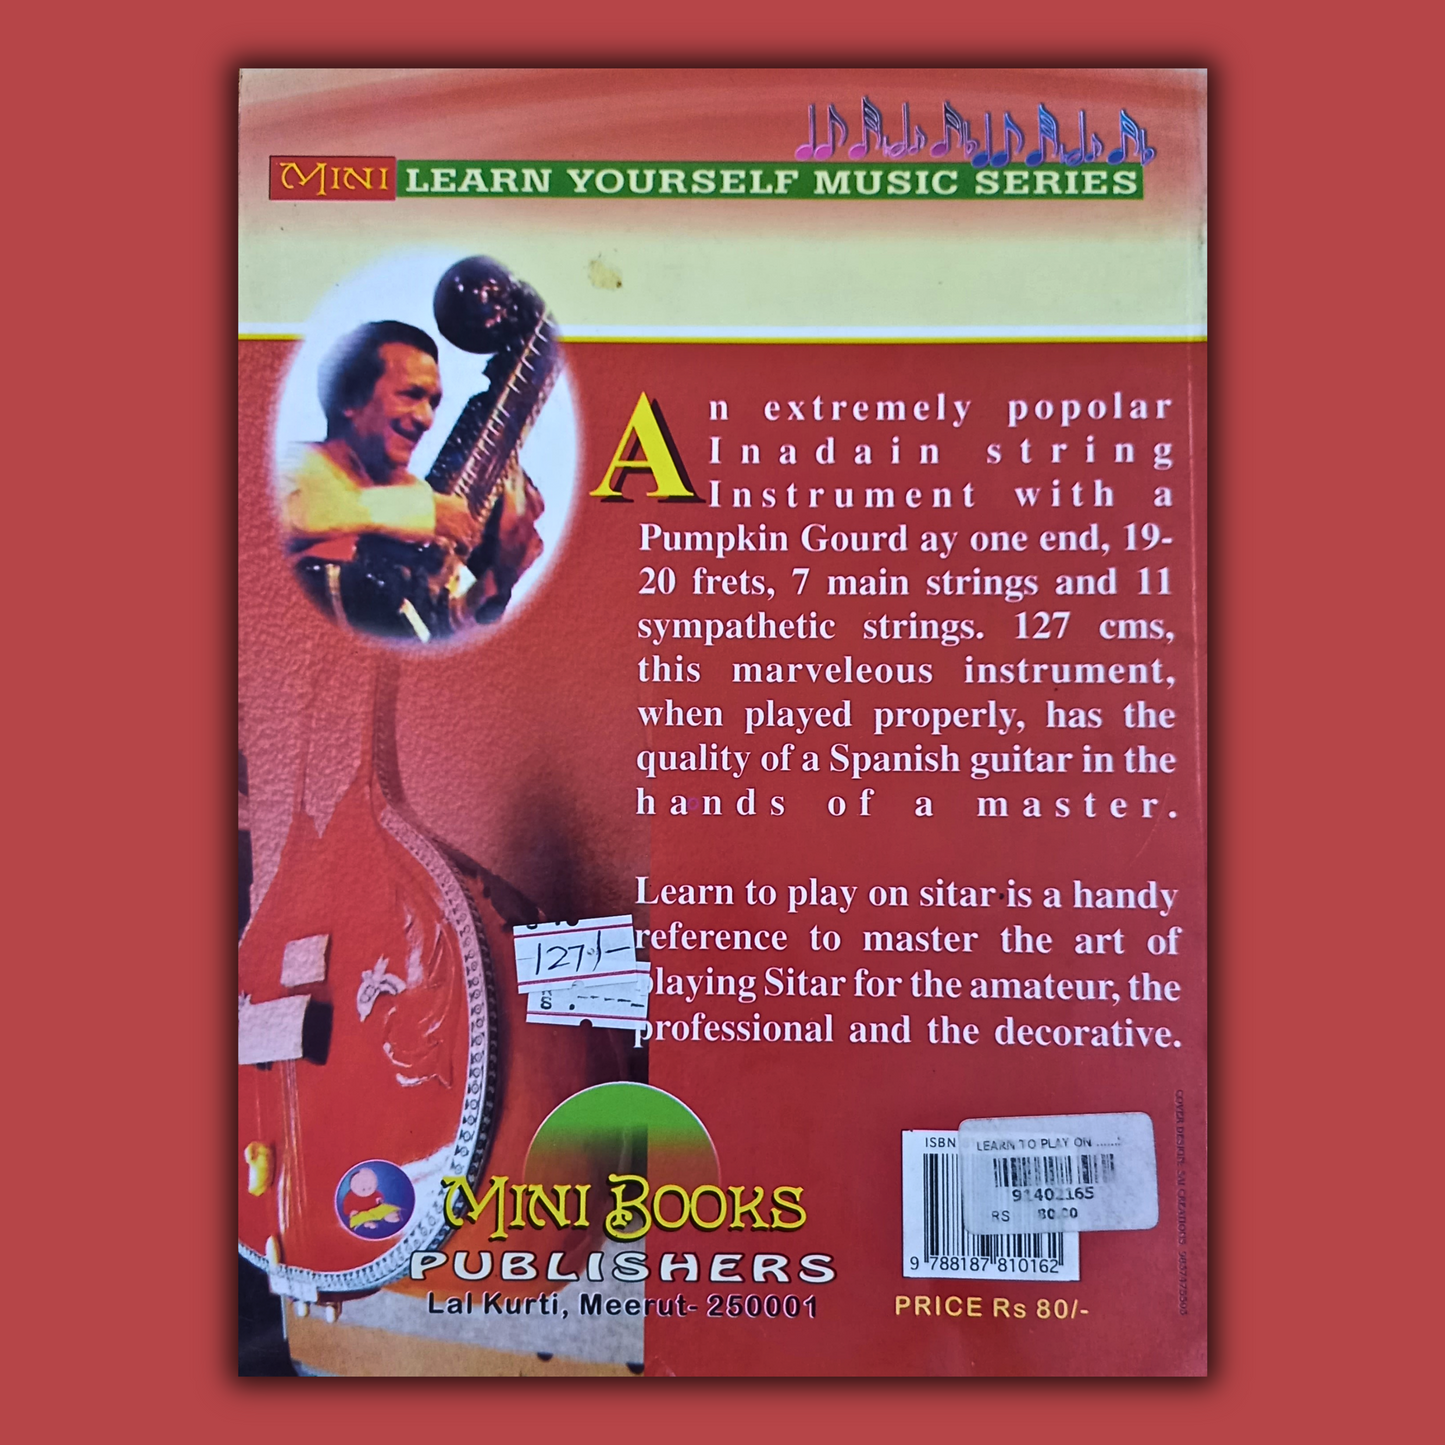 MINI LEARN YOURSELF MUSIC SERIES
An extremely popolar
Inadain string
Instrument with a
Pumpkin Gourd ay one end, 19-
20 frets, 7 main strings and 11
sympathetic strings. 127 cms,
this marveleous instrument,
when played properly, has the
quality of a Spanish guitar in the
hands of a master.
Learn to play on sitar is a handy
reference to master the art of
playing Sitar for the amateur, the
professional and the decorative.
127/-
MINI BOOKS
PUBLISHERS
Lal Kurti, Meerut- 250001
ISBN
LEARN TO PLAY ON ......:
91402165
RS 80.00
9 788187 810162
PRICE Rs 80/-